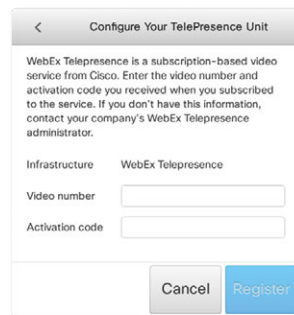 Configure Your TelePresence Unit
WebEx Telepresence is a subscription-based video
service from Cisco. Enter the video number and
activation code you received when you subscribed
to the service. If you don't have this information,
contact your company's WebEx Telepresence
administrator.
Infrastructure WebEx Telepresence
Video number
Activation code
Cancel Register